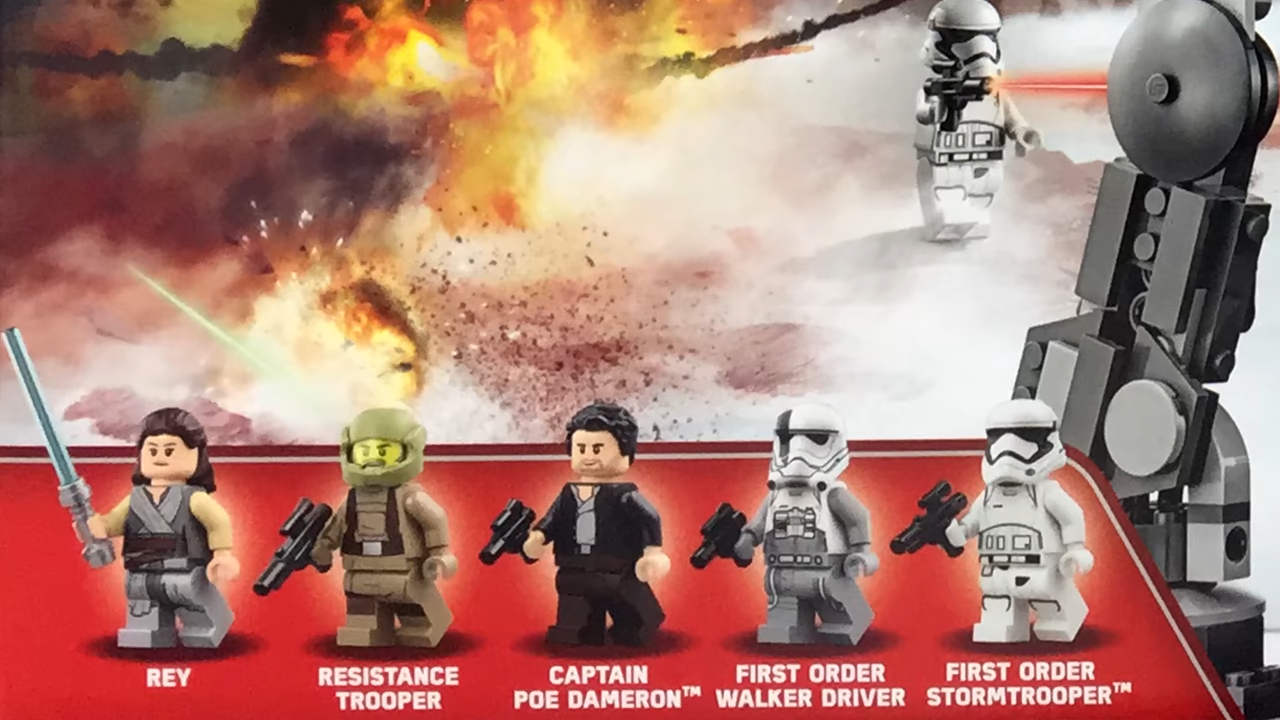 REY
RESISTANCE
TROOPER
CAPTAIN
POE DAMERON™
FIRST ORDER
WALKER DRIVER
FIRST ORDER
STORMTROOPER™